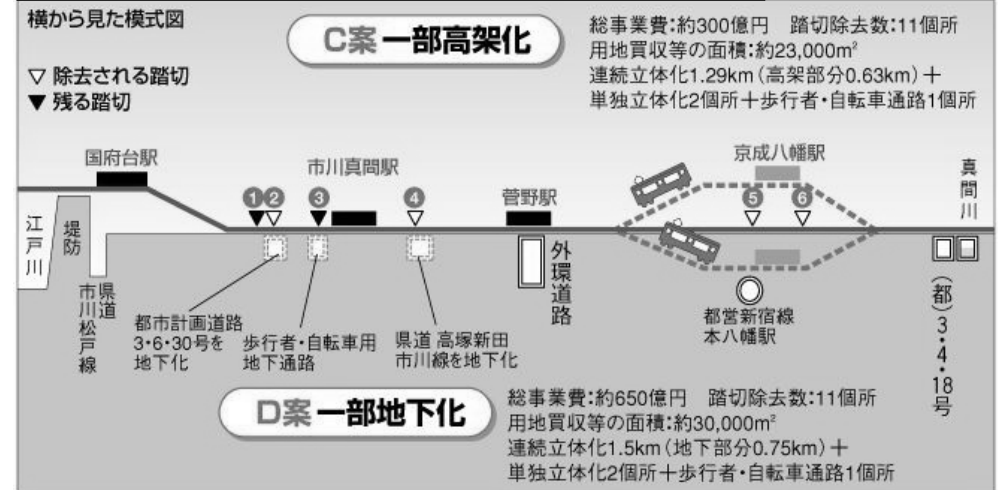 横から見た模式図
▽ 除去される踏切
▼ 残る踏切
C案 一部高架化
総事業費:約300億円 踏切除去数:11個所
用地買収等の面積:約23,000m²
連続立体化1.29km(高架部分0.63km)＋
単独立体化2個所＋歩行者・自転車通路1個所
国府台駅
市川真間駅
菅野駅
京成八幡駅
真間川
1
2
3
4
5
6
江戸川
堤防
県道
市川松戸線
都市計画道路
3・6・30号を
地下化
歩行者・自転車用
地下通路
県道 高塚新田
市川線を地下化
外環道路
都営新宿線
本八幡駅
(都)3・4・18号
D案 一部地下化
総事業費:約650億円 踏切除去数:11個所
用地買収等の面積:約30,000m²
連続立体化1.5km(地下部分0.75km)＋
単独立体化2個所＋歩行者・自転車通路1個所